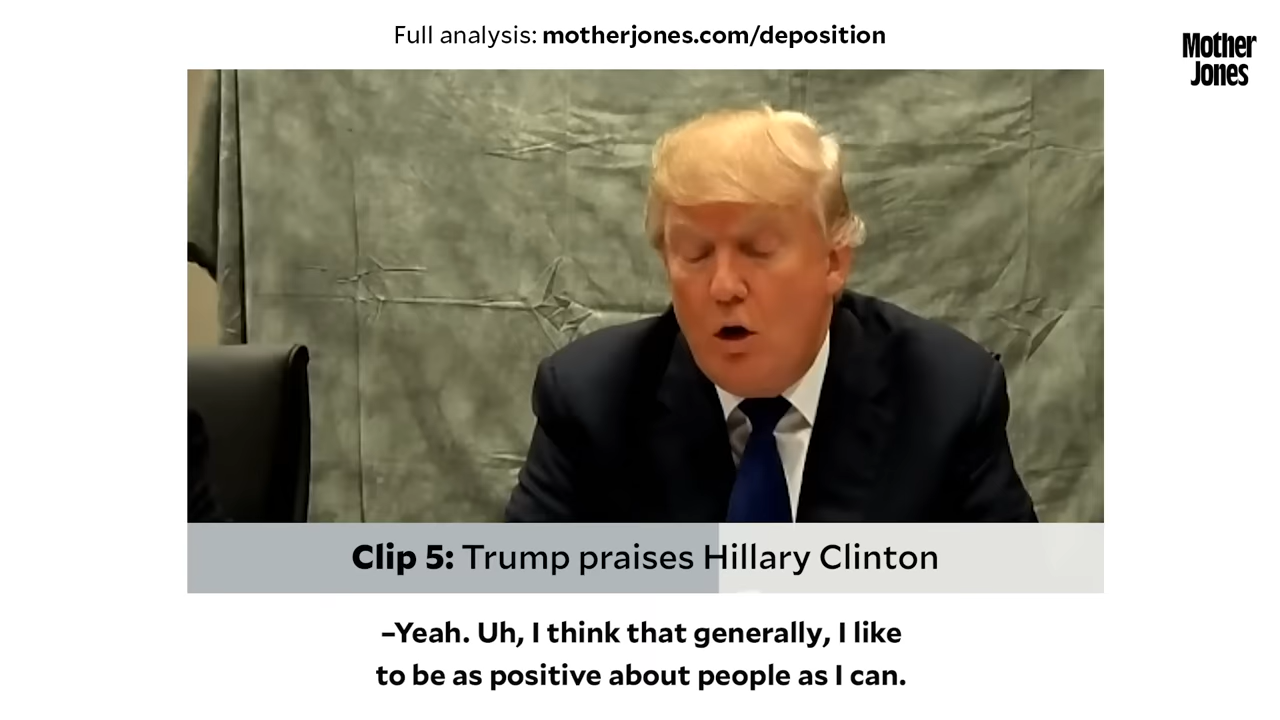 Full analysis: motherjones.com/deposition
Mother
Jones
Clip 5: Trump praises Hillary Clinton
–Yeah. Uh, I think that generally, I like
to be as positive about people as I can.